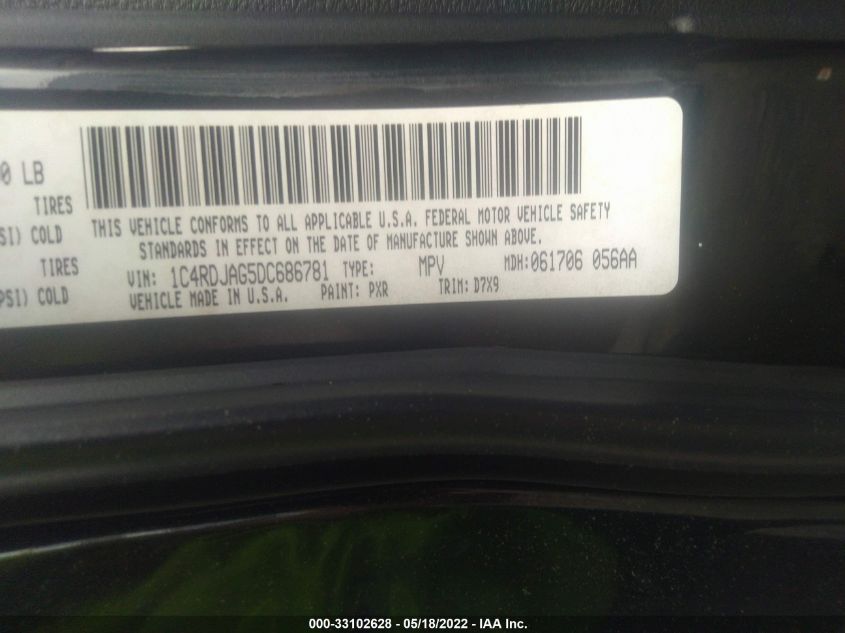 0 LB
TIRES
SI) COLD
TIRES
PSI) COLD
THIS VEHICLE CONFORMS TO ALL APPLICABLE U.S.A. FEDERAL MOTOR VEHICLE SAFETY
STANDARDS IN EFFECT ON THE DATE OF MANUFACTURE SHOWN ABOVE.
VIN: 1C4RDJAG5DC686781 TYPE: MPV MDH:061706 056AA
VEHICLE MADE IN U.S.A. PAINT: PXR TRIM: D7X9
000-33102628 - 05/18/2022 - IAA Inc.